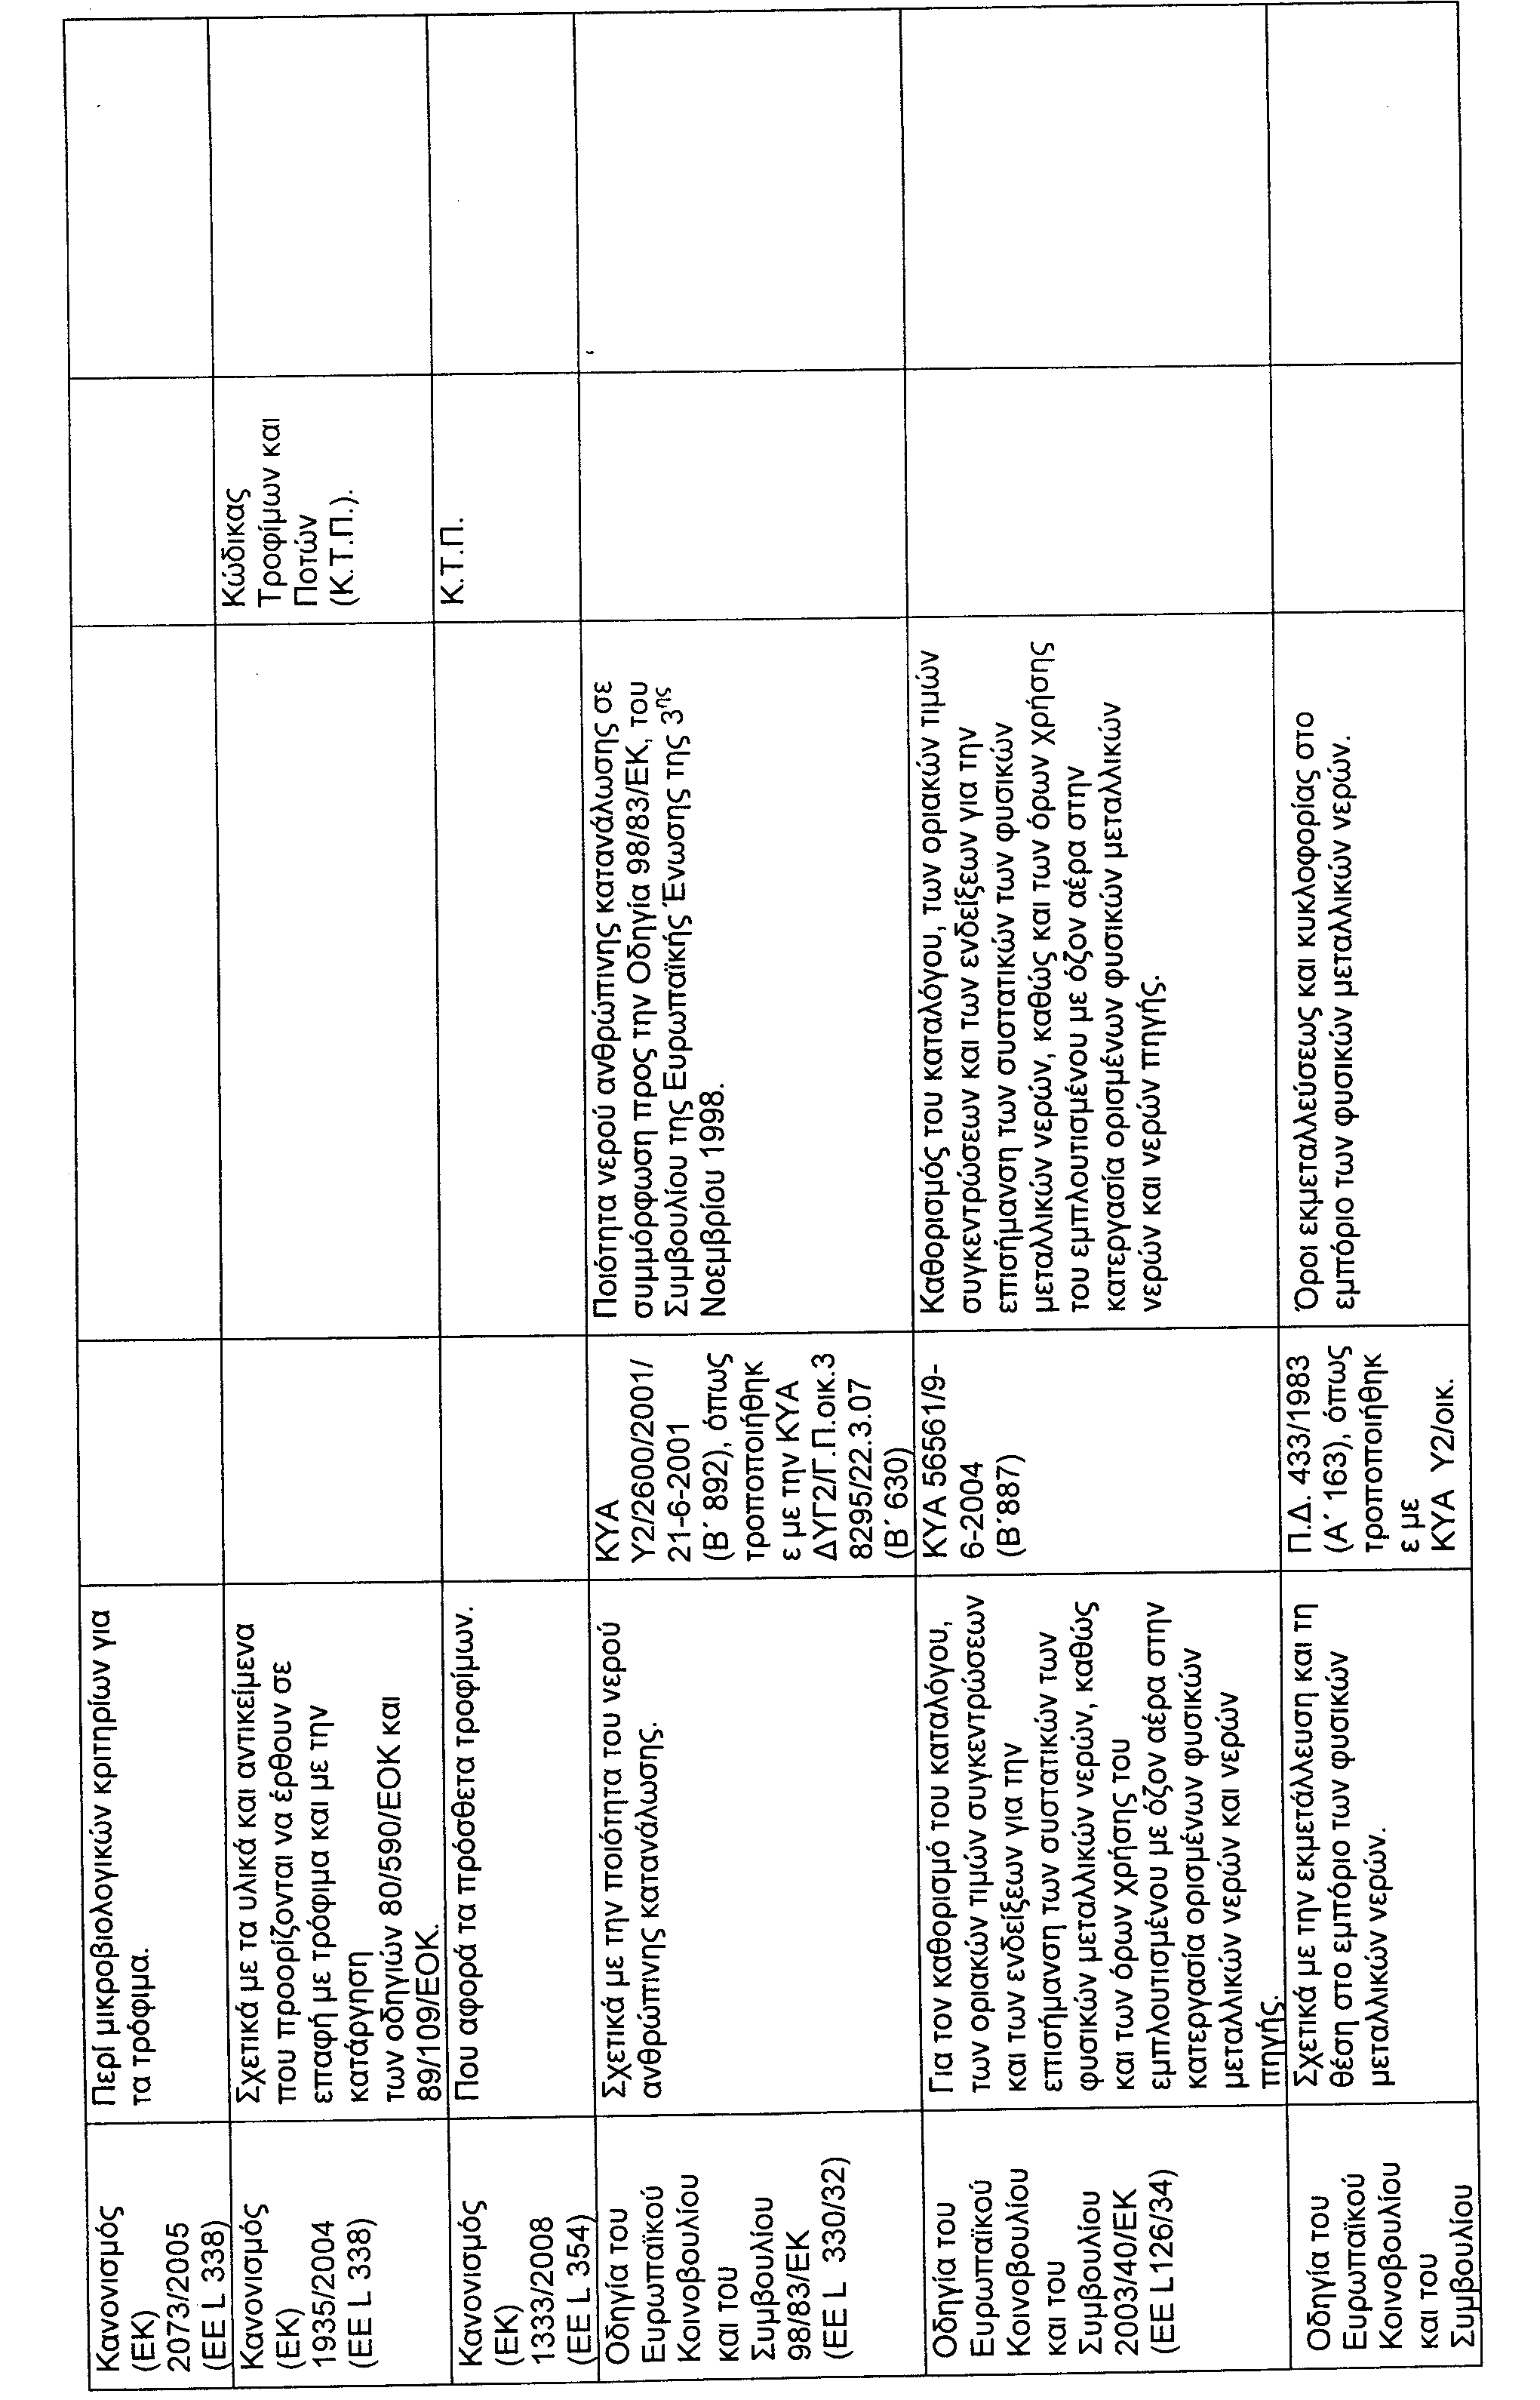 Κανονισμός
(ΕΚ)
2073/2005
(ΕΕ L 338)
Περί μικροβιολογικών κριτηρίων για
τα τρόφιμα.
Κανονισμός
(ΕΚ)
1935/2004
(ΕΕ L 338)
Σχετικά με τα υλικά και αντικείμενα
που προορίζονται να έρθουν σε
επαφή με τρόφιμα και με την
κατάργηση
των οδηγιών 80/590/ΕΟΚ και
89/109/ΕΟΚ.
Κώδικας
Τροφίμων και
Ποτών
(Κ.Τ.Π.).
Κανονισμός
(ΕΚ)
1333/2008
(ΕΕ L 354)
Που αφορά τα πρόσθετα τροφίμων.
Κ.Τ.Π.
Οδηγία του
Ευρωπαϊκού
Κοινοβουλίου
και του
Συμβουλίου
98/83/ΕΚ
(ΕΕ L 330/32)
Σχετικά με την ποιότητα του νερού
ανθρώπινης κατανάλωσης.
ΚΥΑ
Υ2/2600/2001/
21-6-2001
(Β΄ 892), όπως
τροποποιήθηκ
ε με την ΚΥΑ
ΔΥΓ2/Γ.Π.οικ.3
8295/22.3.07
(Β΄ 630)
Ποιότητα νερού ανθρώπινης κατανάλωσης σε
συμμόρφωση προς την Οδηγία 98/83/ΕΚ, του
Συμβουλίου της Ευρωπαϊκής Ένωσης της 3ης
Νοεμβρίου 1998.
Οδηγία του
Ευρωπαϊκού
Κοινοβουλίου
και του
Συμβουλίου
2003/40/ΕΚ
(ΕΕ L126/34)
Για τον καθορισμό του καταλόγου,
των οριακών τιμών συγκεντρώσεων
και των ενδείξεων για την
επισήμανση των συστατικών των
φυσικών μεταλλικών νερών, καθώς
και των όρων χρήσης του
εμπλουτισμένου με όζον αέρα στην
κατεργασία ορισμένων φυσικών
μεταλλικών νερών και νερών
πηγής.
ΚΥΑ 56561/9-
6-2004
(Β΄887)
Καθορισμός του καταλόγου, των οριακών τιμών
συγκεντρώσεων και των ενδείξεων για την
επισήμανση των συστατικών των φυσικών
μεταλλικών νερών, καθώς και των όρων χρήσης
του εμπλουτισμένου με όζον αέρα στην
κατεργασία ορισμένων φυσικών μεταλλικών
νερών και νερών πηγής.
Οδηγία του
Ευρωπαϊκού
Κοινοβουλίου
και του
Συμβουλίου
Σχετικά με την εκμετάλλευση και τη
θέση στο εμπόριο των φυσικών
μεταλλικών νερών.
Π.Δ. 433/1983
(Α΄ 163), όπως
τροποποιήθηκ
ε με
ΚΥΑ Υ2/οικ.
Όροι εκμεταλλεύσεως και κυκλοφορίας στο
εμπόριο των φυσικών μεταλλικών νερών.